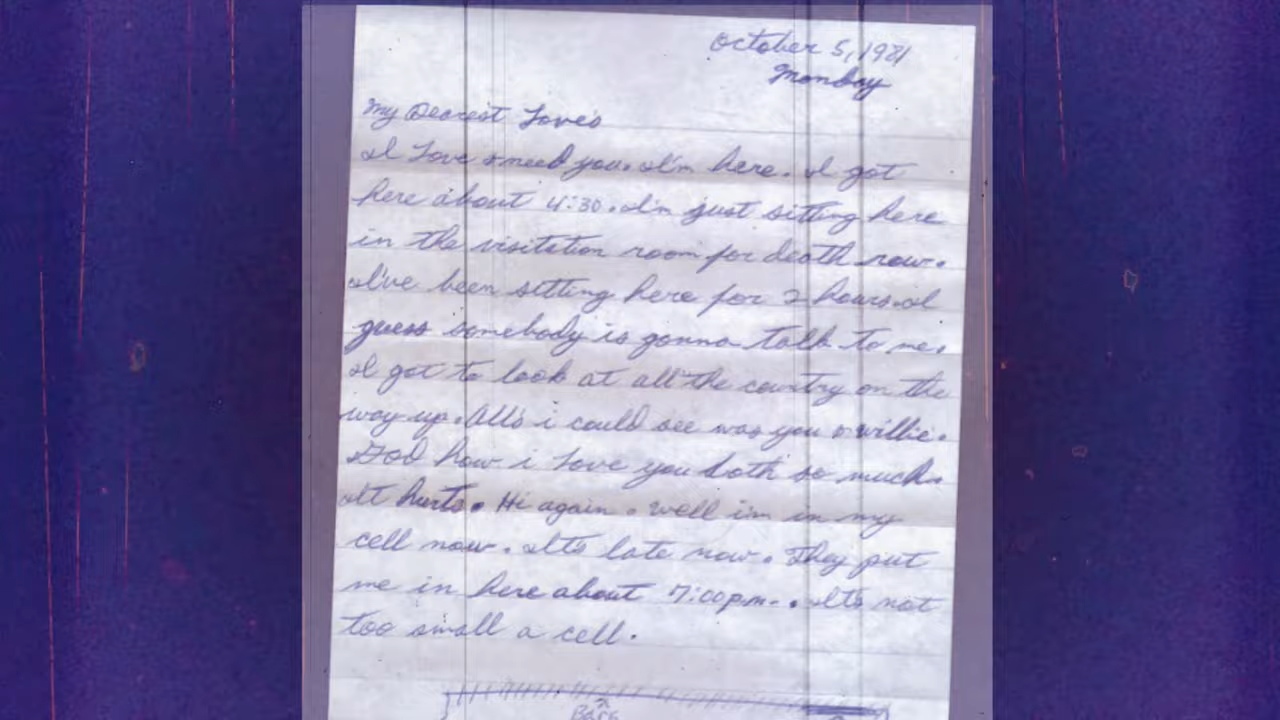 October 5, 1981
Monday
My Dearest Loves
I Love & need you. I'm here. I got
here about 4:30. I'm just sitting here
in the visitation room for death row.
I've been sitting here for 2 hours. I
guess somebody is gonna talk to me.
I got to look at all the country on the
way up. All's i could see was you & willie.
God how i love you both so much.
It hurts. Hi again. well im in my
cell now. It's late now. They put
me in here about 7:00pm.. It's not
too small a cell.
Bars